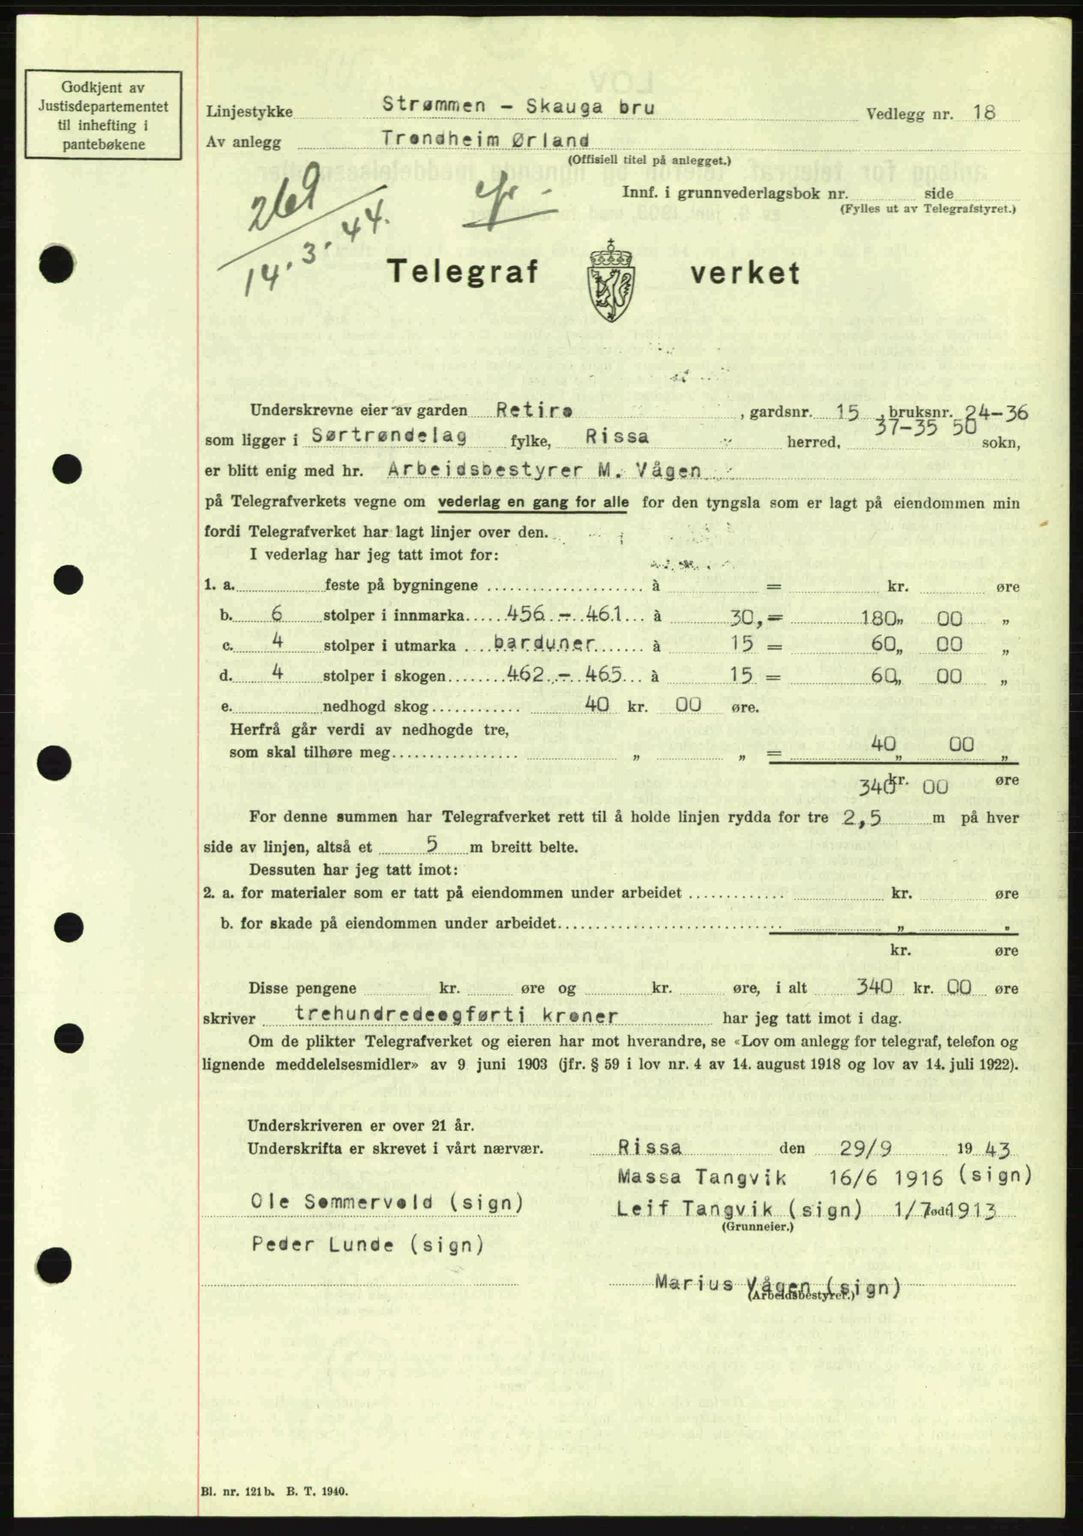 Godkjent av
Justisdepartementet
til inhefting i
pantebøkene
Linjestykke Strømmen - Skauga bru Vedlegg nr. 18
Av anlegg Trondheim Ørland
(Offisiell titel på anlegget.)
Innf. i grunnvederlagsbok nr. side
(Fylles ut av Telegrafstyret.)
269
14. 3. 44.
Telegraf verket
Underskrevne eier av garden Retirø , gardsnr. 15 , bruksnr. 24-36
37-35 50
som ligger i Sørtrøndelag fylke, Rissa herred, sokn,
er blitt enig med hr. Arbeidsbestyrer M. Vågen
på Telegrafverkets vegne om vederlag en gang for alle for den tyngsla som er lagt på eiendommen min
fordi Telegrafverket har lagt linjer over den.
I vederlag har jeg tatt imot for:
1. a. feste på bygningene à = kr. øre
b. 6 stolper i innmarka 456 - 461 à 30,= 180„ 00 „
c. 4 stolper i utmarka barduner à 15 = 60„ 00 „
d. 4 stolper i skogen 462 - 465 à 15 = 60„ 00 „
e. nedhogd skog 40 kr. 00 øre.
Herfrå går verdi av nedhogde tre,
som skal tilhøre meg „ „ = 40„ 00 „
340 kr. 00 øre
For denne summen har Telegrafverket rett til å holde linjen rydda for tre 2,5 m på hver
side av linjen, altså et 5 m breitt belte.
Dessuten har jeg tatt imot:
2. a. for materialer som er tatt på eiendommen under arbeidet kr. øre
b. for skade på eiendommen under arbeidet „ „
kr. øre
Disse pengene kr. øre og kr. øre, i alt 340 kr. 00 øre
skriver trehundredeogførti kroner har jeg tatt imot i dag.
Om de plikter Telegrafverket og eieren har mot hverandre, se «Lov om anlegg for telegraf, telefon og
lignende meddelelsesmidler» av 9 juni 1903 (jfr. § 59 i lov nr. 4 av 14. august 1918 og lov av 14. juli 1922).
Underskriveren er over 21 år.
Underskrifta er skrevet i vårt nærvær. Rissa den 29/9 19 43
Massa Tangvik 16/6 1916 (sign)
Ole Sommervold (sign) Leif Tangvik (sign) 1/7 født 1913
(Grunneier.)
Peder Lunde (sign)
Marius Vågen (sign)
(Arbeidsbestyrer.)
Bl. nr. 121 b. B. T. 1940.